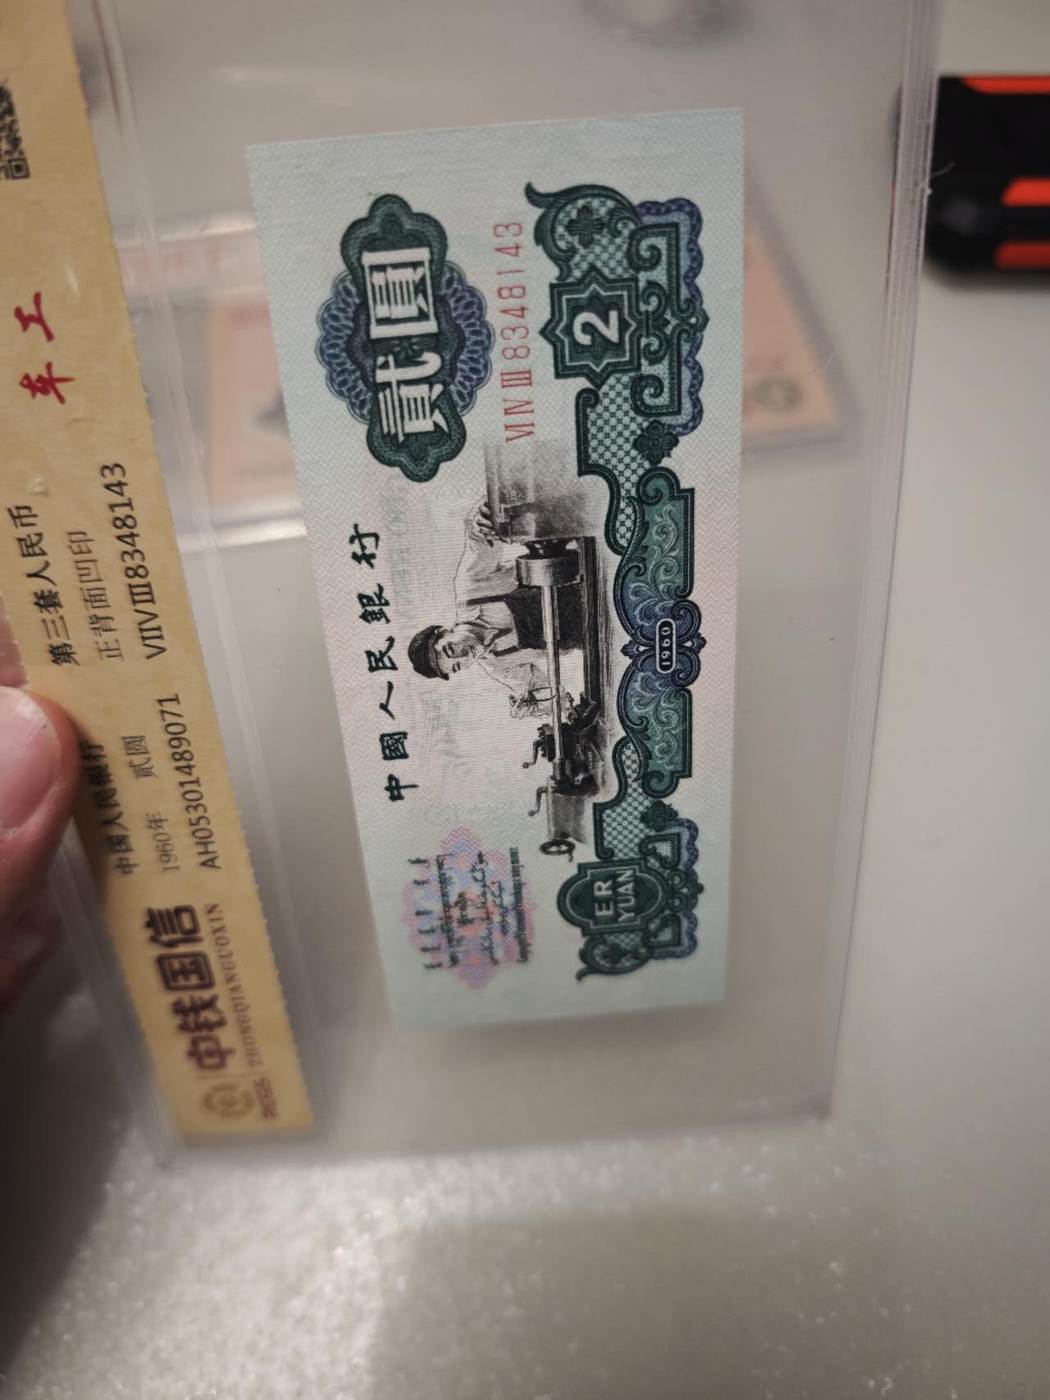 中钱国信
ZHONGQIANGUOXIN
中国人民银行 第三套人民币
1960年 贰圆 正背面凹印
AH05301489071 VIIVIII8348143
车工
中國人民銀行
貳圓
VIIVIII 8348143
ER
YUAN
1960
2